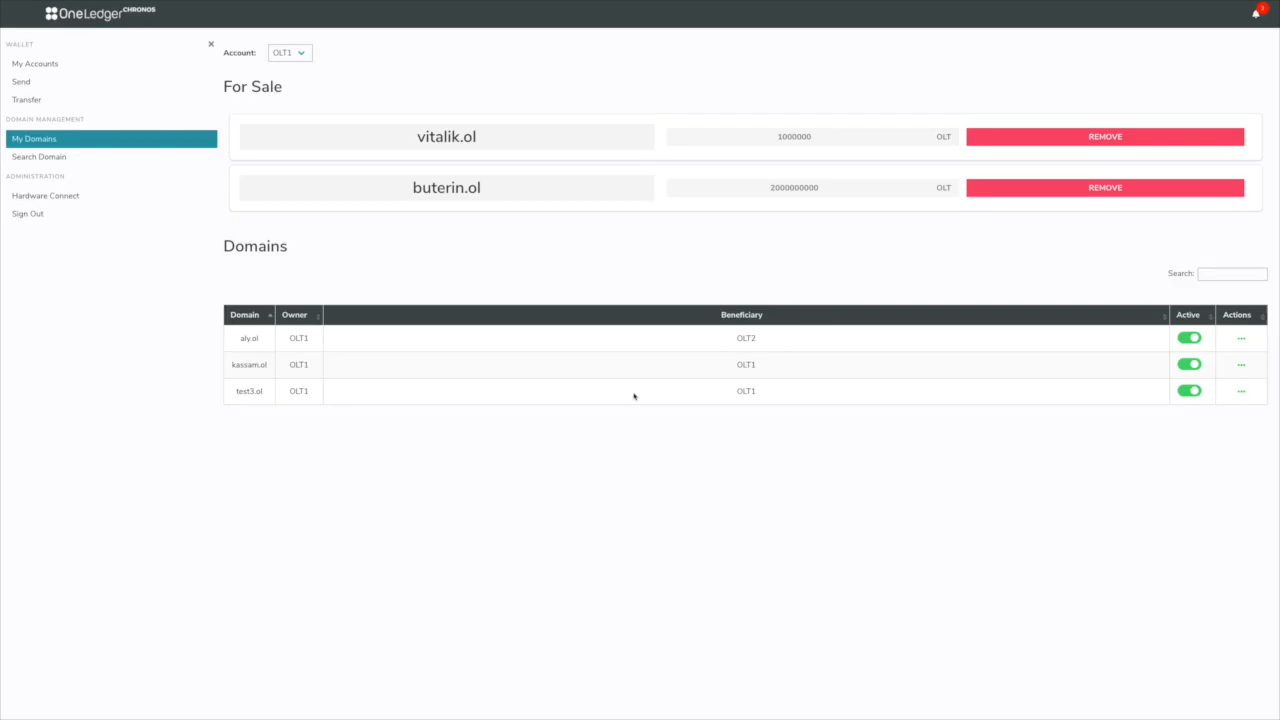 OneLedger CHRONOS
WALLET
My Accounts
Send
Transfer
DOMAIN MANAGEMENT
My Domains
Search Domain
ADMINISTRATION
Hardware Connect
Sign Out
Account: OLT1
For Sale
vitalik.ol 1000000 OLT REMOVE
buterin.ol 2000000000 OLT REMOVE
Domains
Search:
Domain Owner Beneficiary Active Actions
aly.ol OLT1 OLT2
kassam.ol OLT1 OLT1
test3.ol OLT1 OLT1